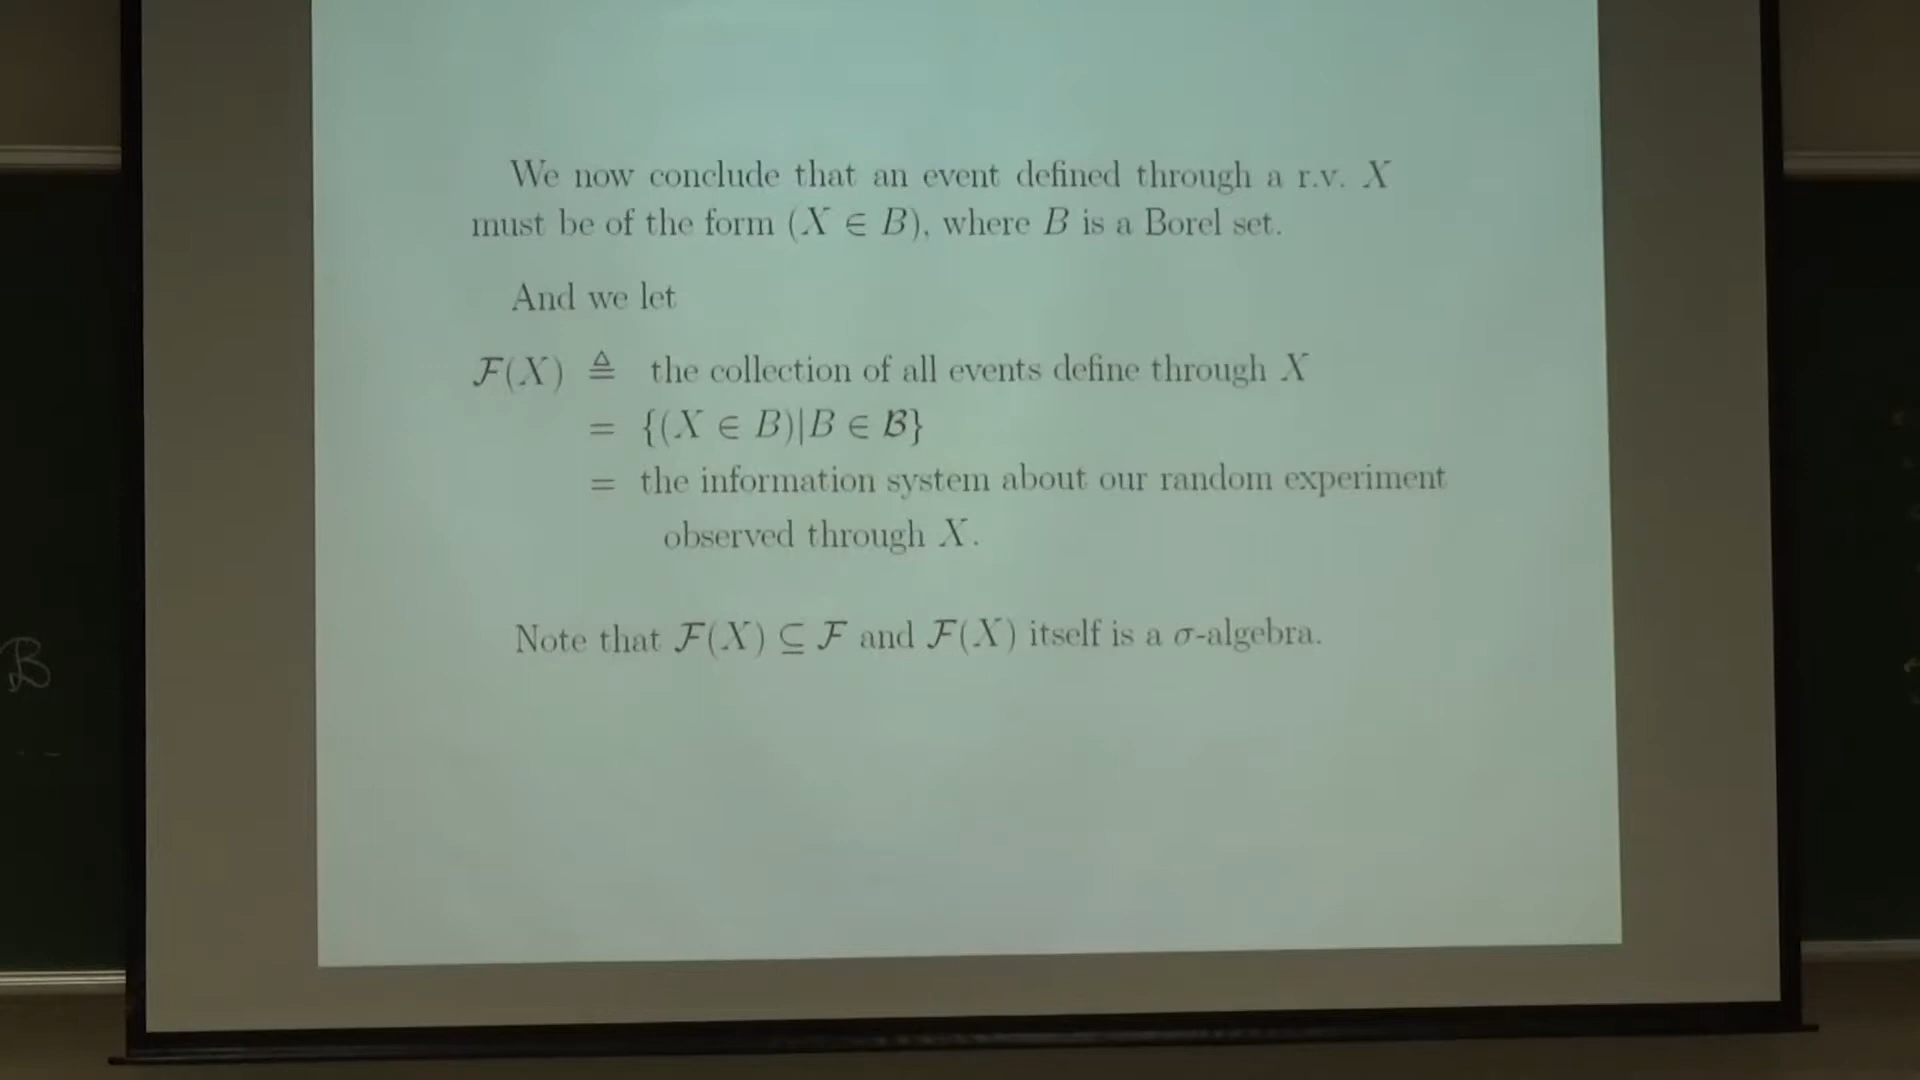 We now conclude that an event defined through a r.v. X
must be of the form (X ∈ B), where B is a Borel set.
And we let
ℱ(X) ≜ the collection of all events define through X
= {(X ∈ B)|B ∈ ℬ}
= the information system about our random experiment
observed through X.
Note that ℱ(X) ⊆ ℱ and ℱ(X) itself is a σ-algebra.
ℬ